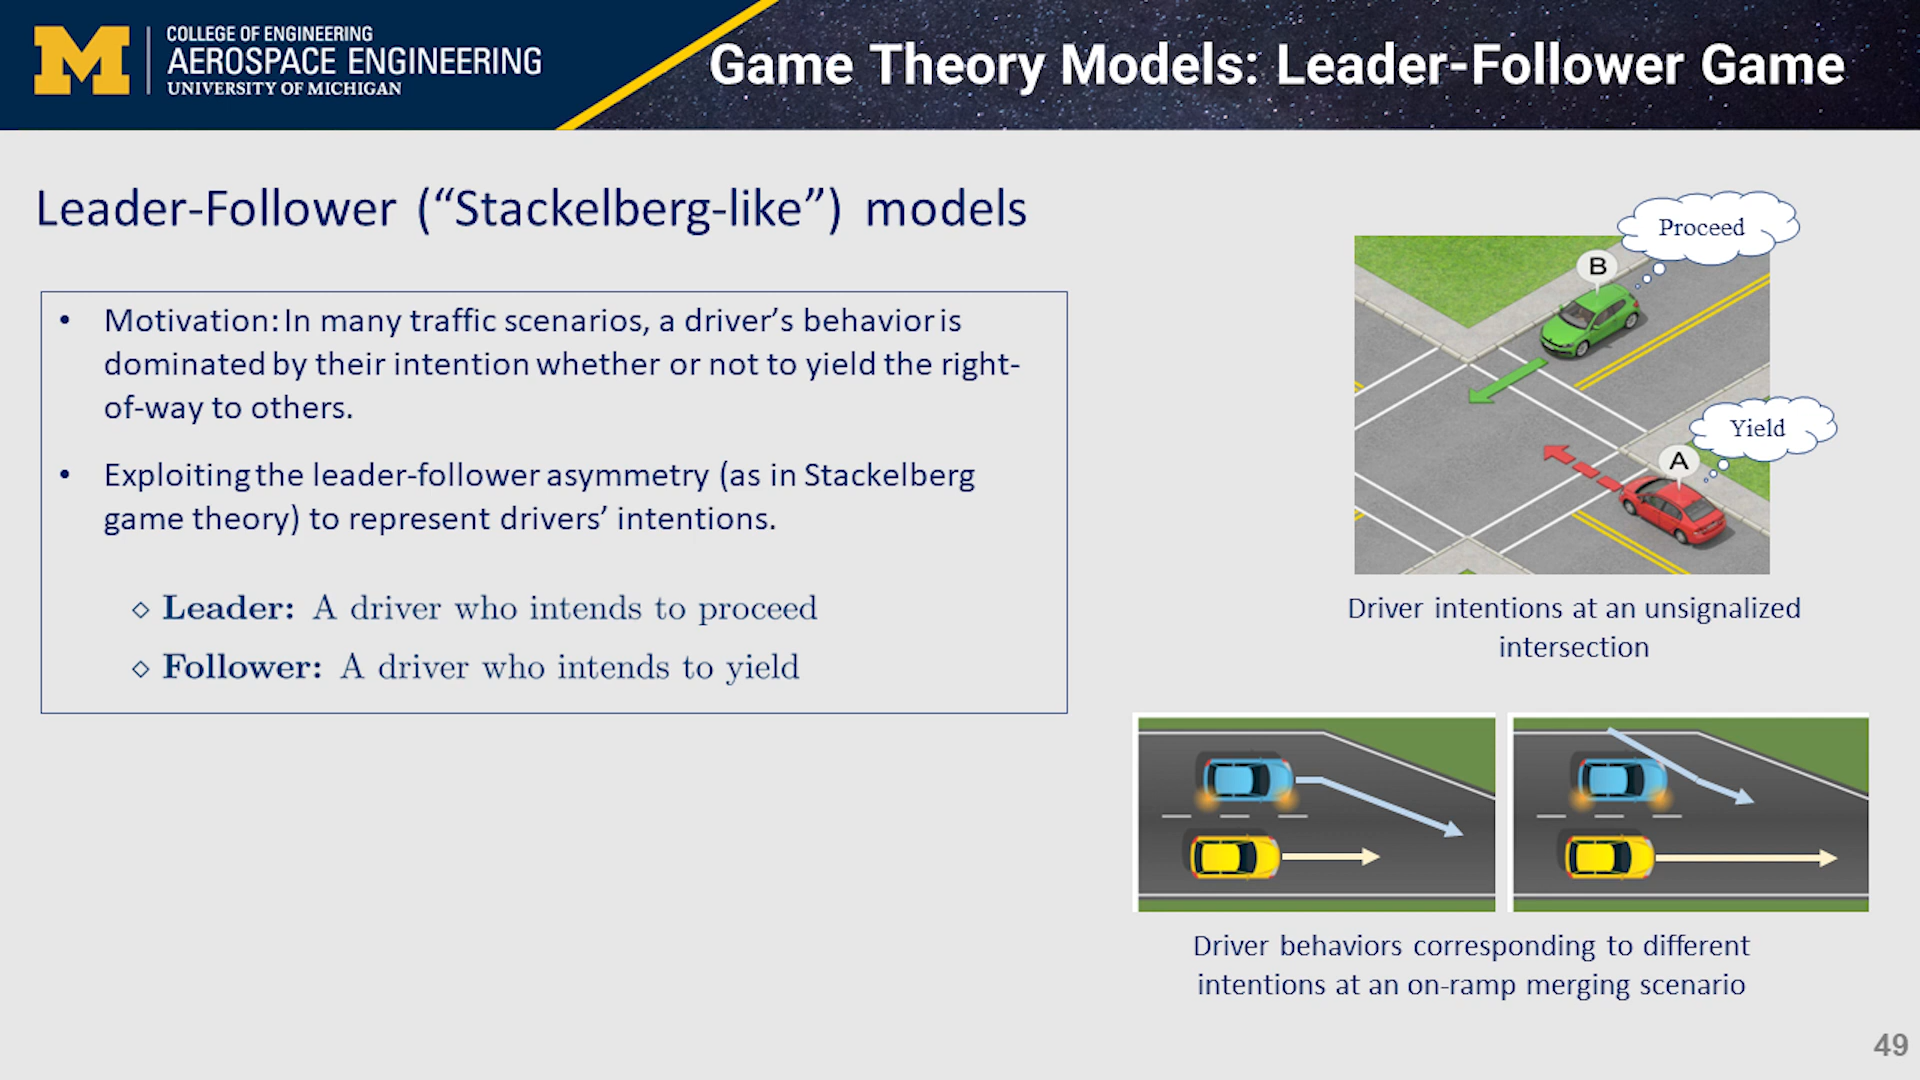 COLLEGE OF ENGINEERING
AEROSPACE ENGINEERING
UNIVERSITY OF MICHIGAN
Game Theory Models: Leader-Follower Game
Leader-Follower (“Stackelberg-like”) models
• Motivation: In many traffic scenarios, a driver’s behavior is
dominated by their intention whether or not to yield the right-
of-way to others.
• Exploiting the leader-follower asymmetry (as in Stackelberg
game theory) to represent drivers’ intentions.
⋄ Leader: A driver who intends to proceed
⋄ Follower: A driver who intends to yield
Proceed
B
Yield
A
Driver intentions at an unsignalized
intersection
Driver behaviors corresponding to different
intentions at an on-ramp merging scenario
49